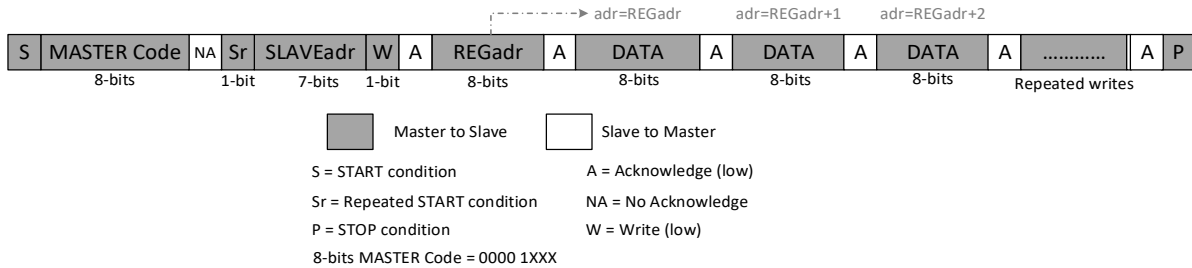 adr=REGadr adr=REGadr+1 adr=REGadr+2
S MASTER Code NA Sr SLAVEadr W A REGadr A DATA A DATA A DATA A ............ A P
8-bits 1-bit 7-bits 1-bit 8-bits 8-bits 8-bits 8-bits Repeated writes
Master to Slave Slave to Master
S = START condition A = Acknowledge (low)
Sr = Repeated START condition NA = No Acknowledge
P = STOP condition W = Write (low)
8-bits MASTER Code = 0000 1XXX